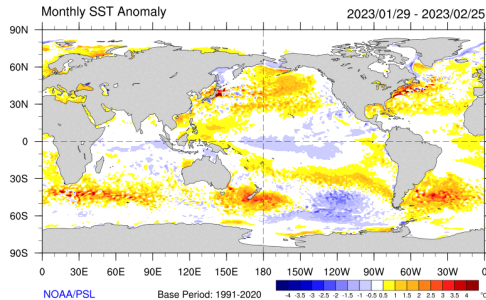 Monthly SST Anomaly 2023/01/29 - 2023/02/25
90N
60N
30N
0
30S
60S
90S
0 30E 60E 90E 120E 150E 180 150W 120W 90W 60W 30W 0
NOAA/PSL Base Period: 1991-2020
-4 -3.5 -3 -2.5 -2 -1.5 -1 -0.5 0.5 1 1.5 2 2.5 3 3.5 4 °C